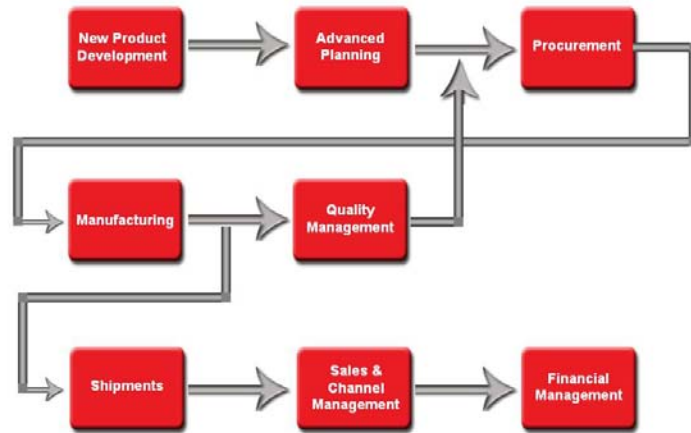 New Product
Development
Advanced
Planning
Procurement
Manufacturing
Quality
Management
Shipments
Sales &
Channel
Management
Financial
Management